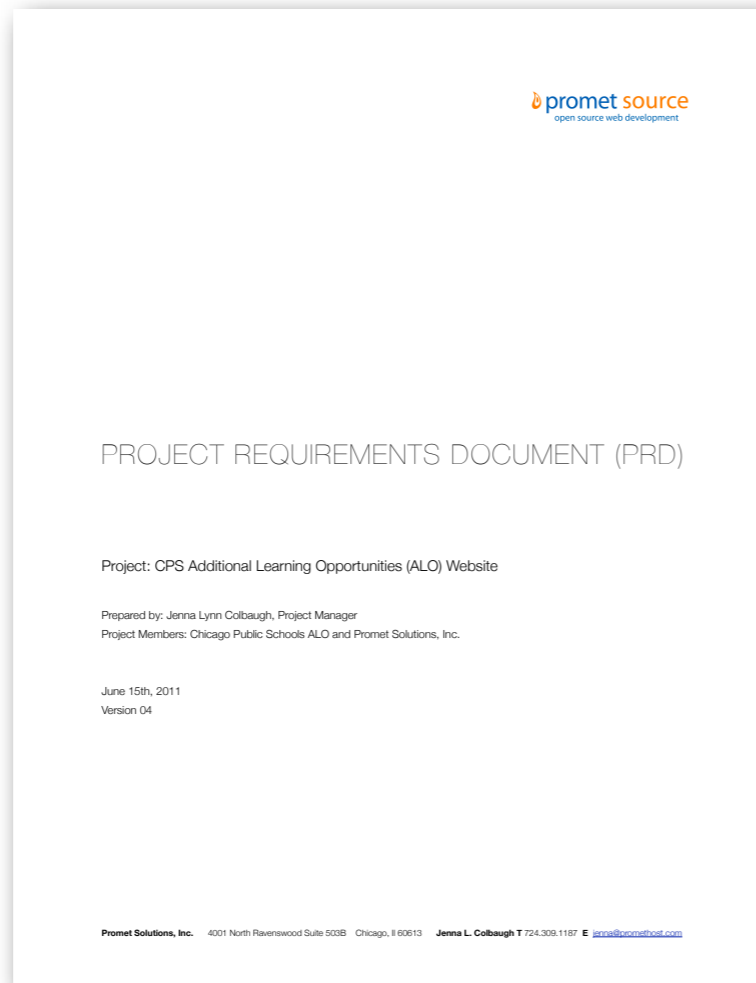 promet source
open source web development
PROJECT REQUIREMENTS DOCUMENT (PRD)
Project: CPS Additional Learning Opportunities (ALO) Website
Prepared by: Jenna Lynn Colbaugh, Project Manager
Project Members: Chicago Public Schools ALO and Promet Solutions, Inc.
June 15th, 2011
Version 04
Promet Solutions, Inc. 4001 North Ravenswood Suite 503B Chicago, Il 60613 Jenna L. Colbaugh T 724.309.1187 E jenna@promethost.com